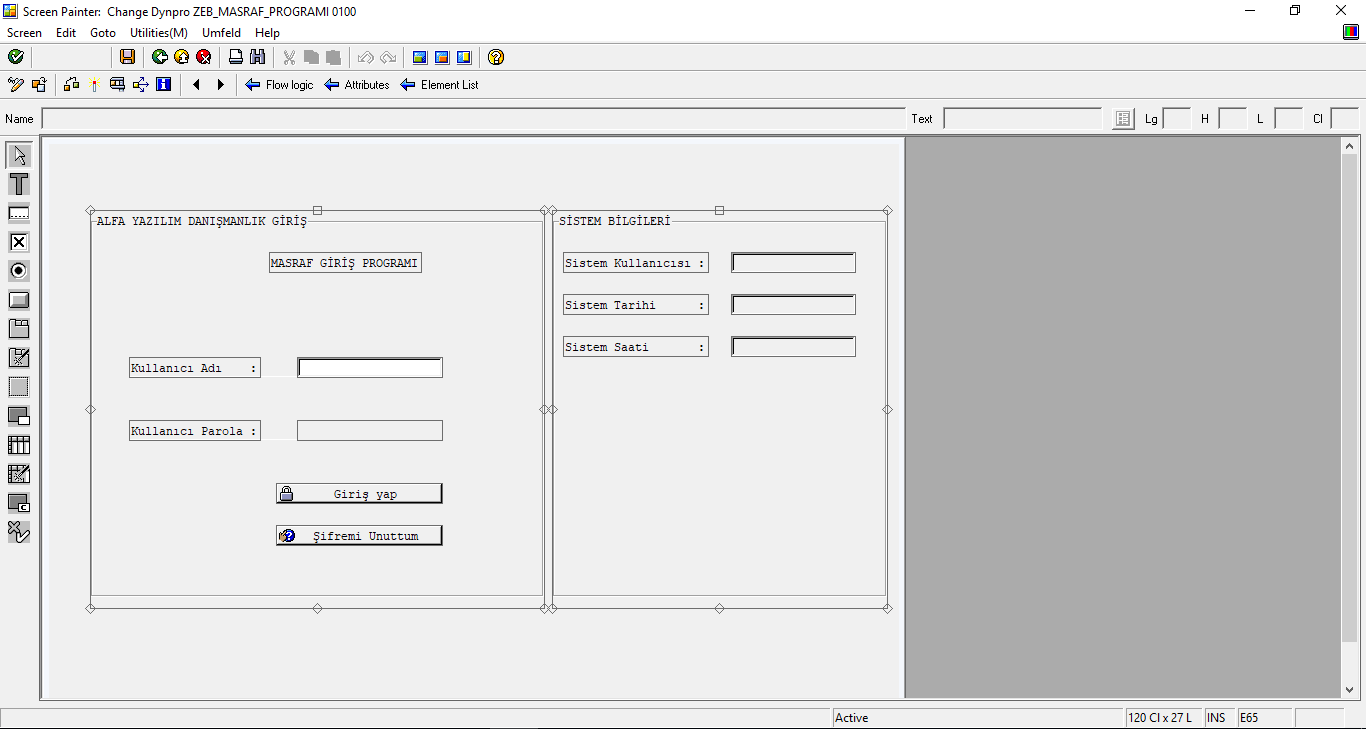 Screen Painter:  Change Dynpro ZEB_MASRAF_PROGRAMI 0100
Screen Edit Goto Utilities(M) Umfeld Help
Flow logic Attributes Element List
Name Text Lg H L Cl
ALFA YAZILIM DANIŞMANLIK GİRİŞ
SİSTEM BİLGİLERİ
MASRAF GİRİŞ PROGRAMI
Sistem Kullanıcısı :
Sistem Tarihi :
Sistem Saati :
Kullanıcı Adı :
Kullanıcı Parola :
Giriş yap
Şifremi Unuttum
Active
120 Cl x 27 L INS E65